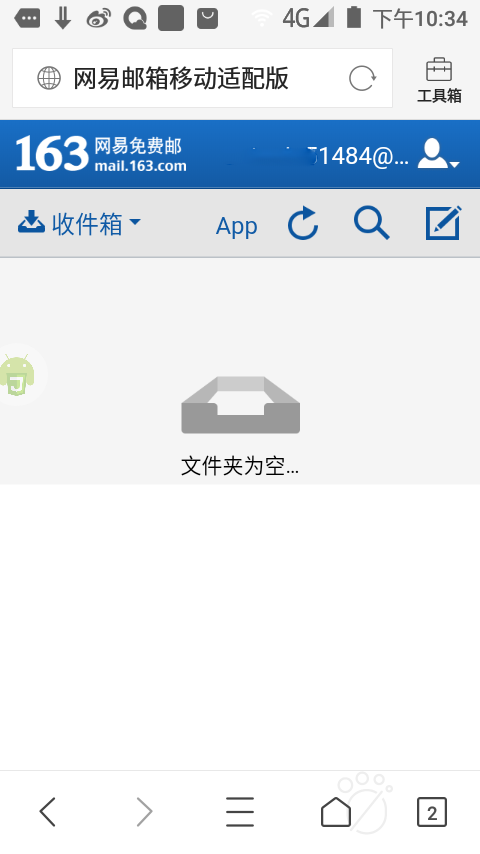 4G 下午10:34
网易邮箱移动适配版
工具箱
163 网易免费邮
mail.163.com
51484@...
收件箱 App
文件夹为空...
2